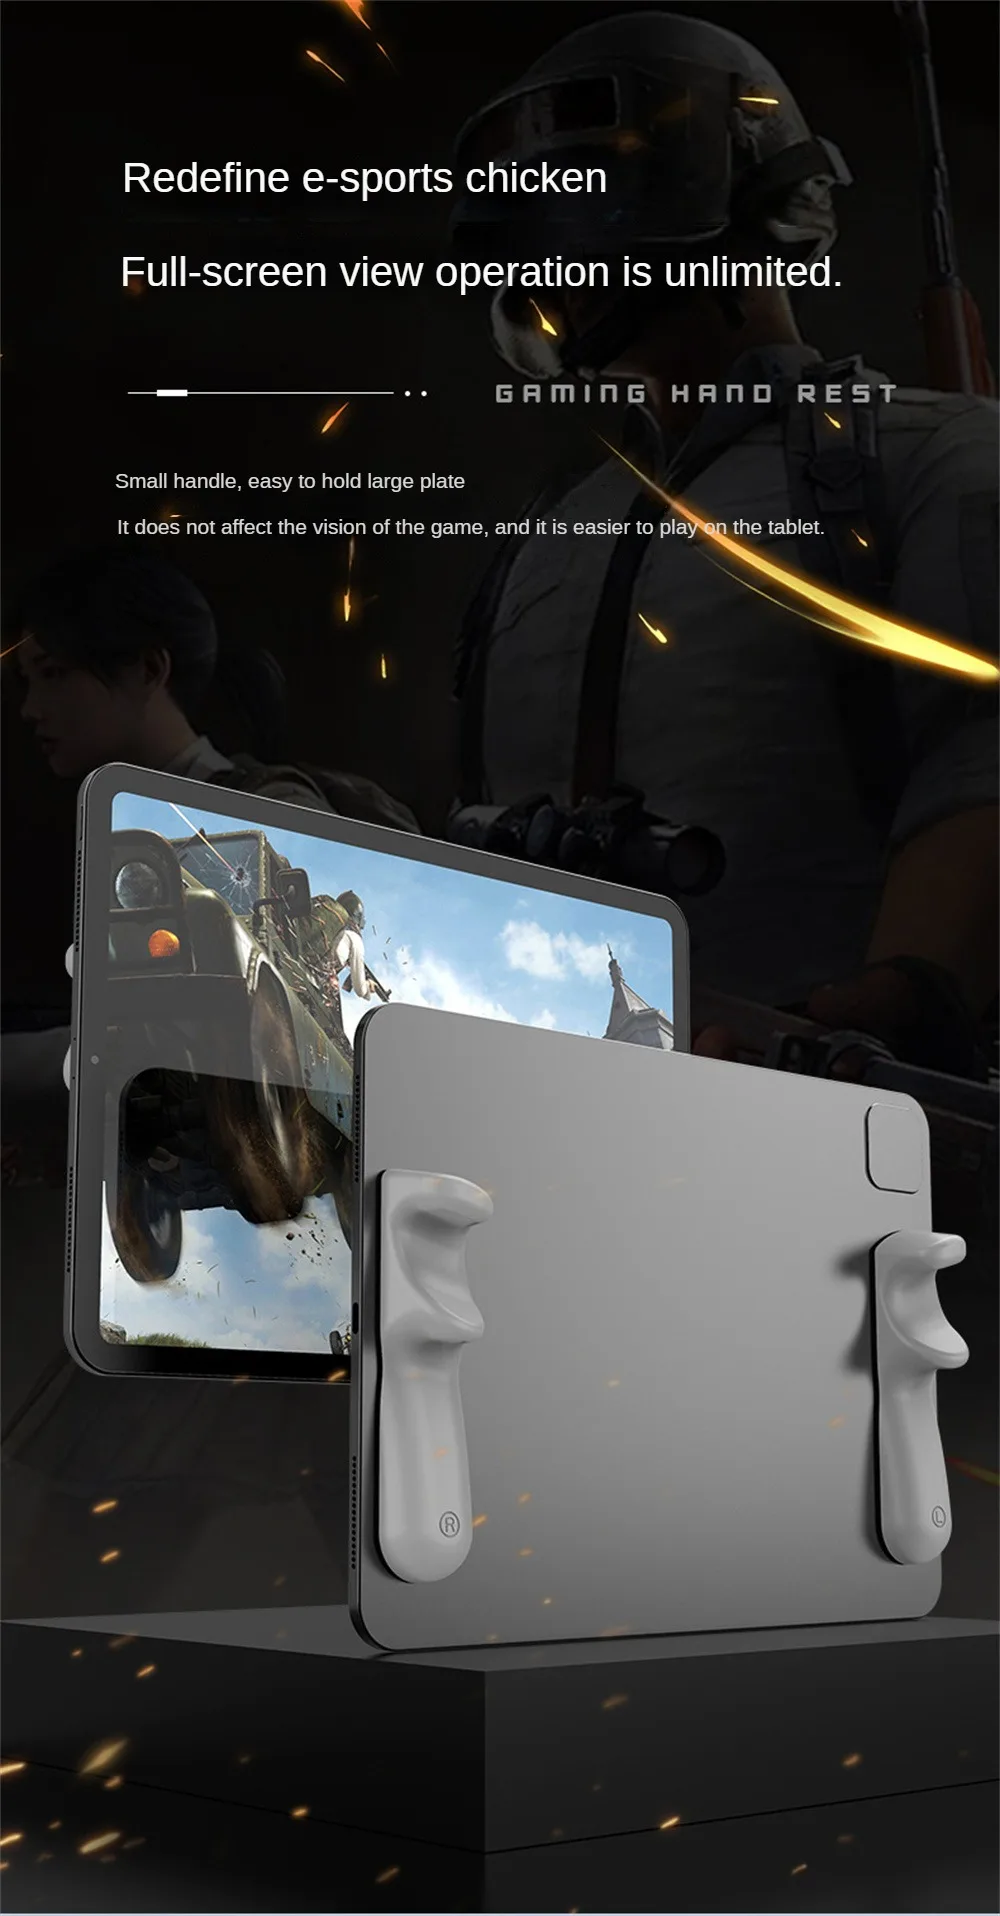 Redefine e-sports chicken
Full-screen view operation is unlimited.
GAMING HAND REST
Small handle, easy to hold large plate
It does not affect the vision of the game, and it is easier to play on the tablet.
R
L